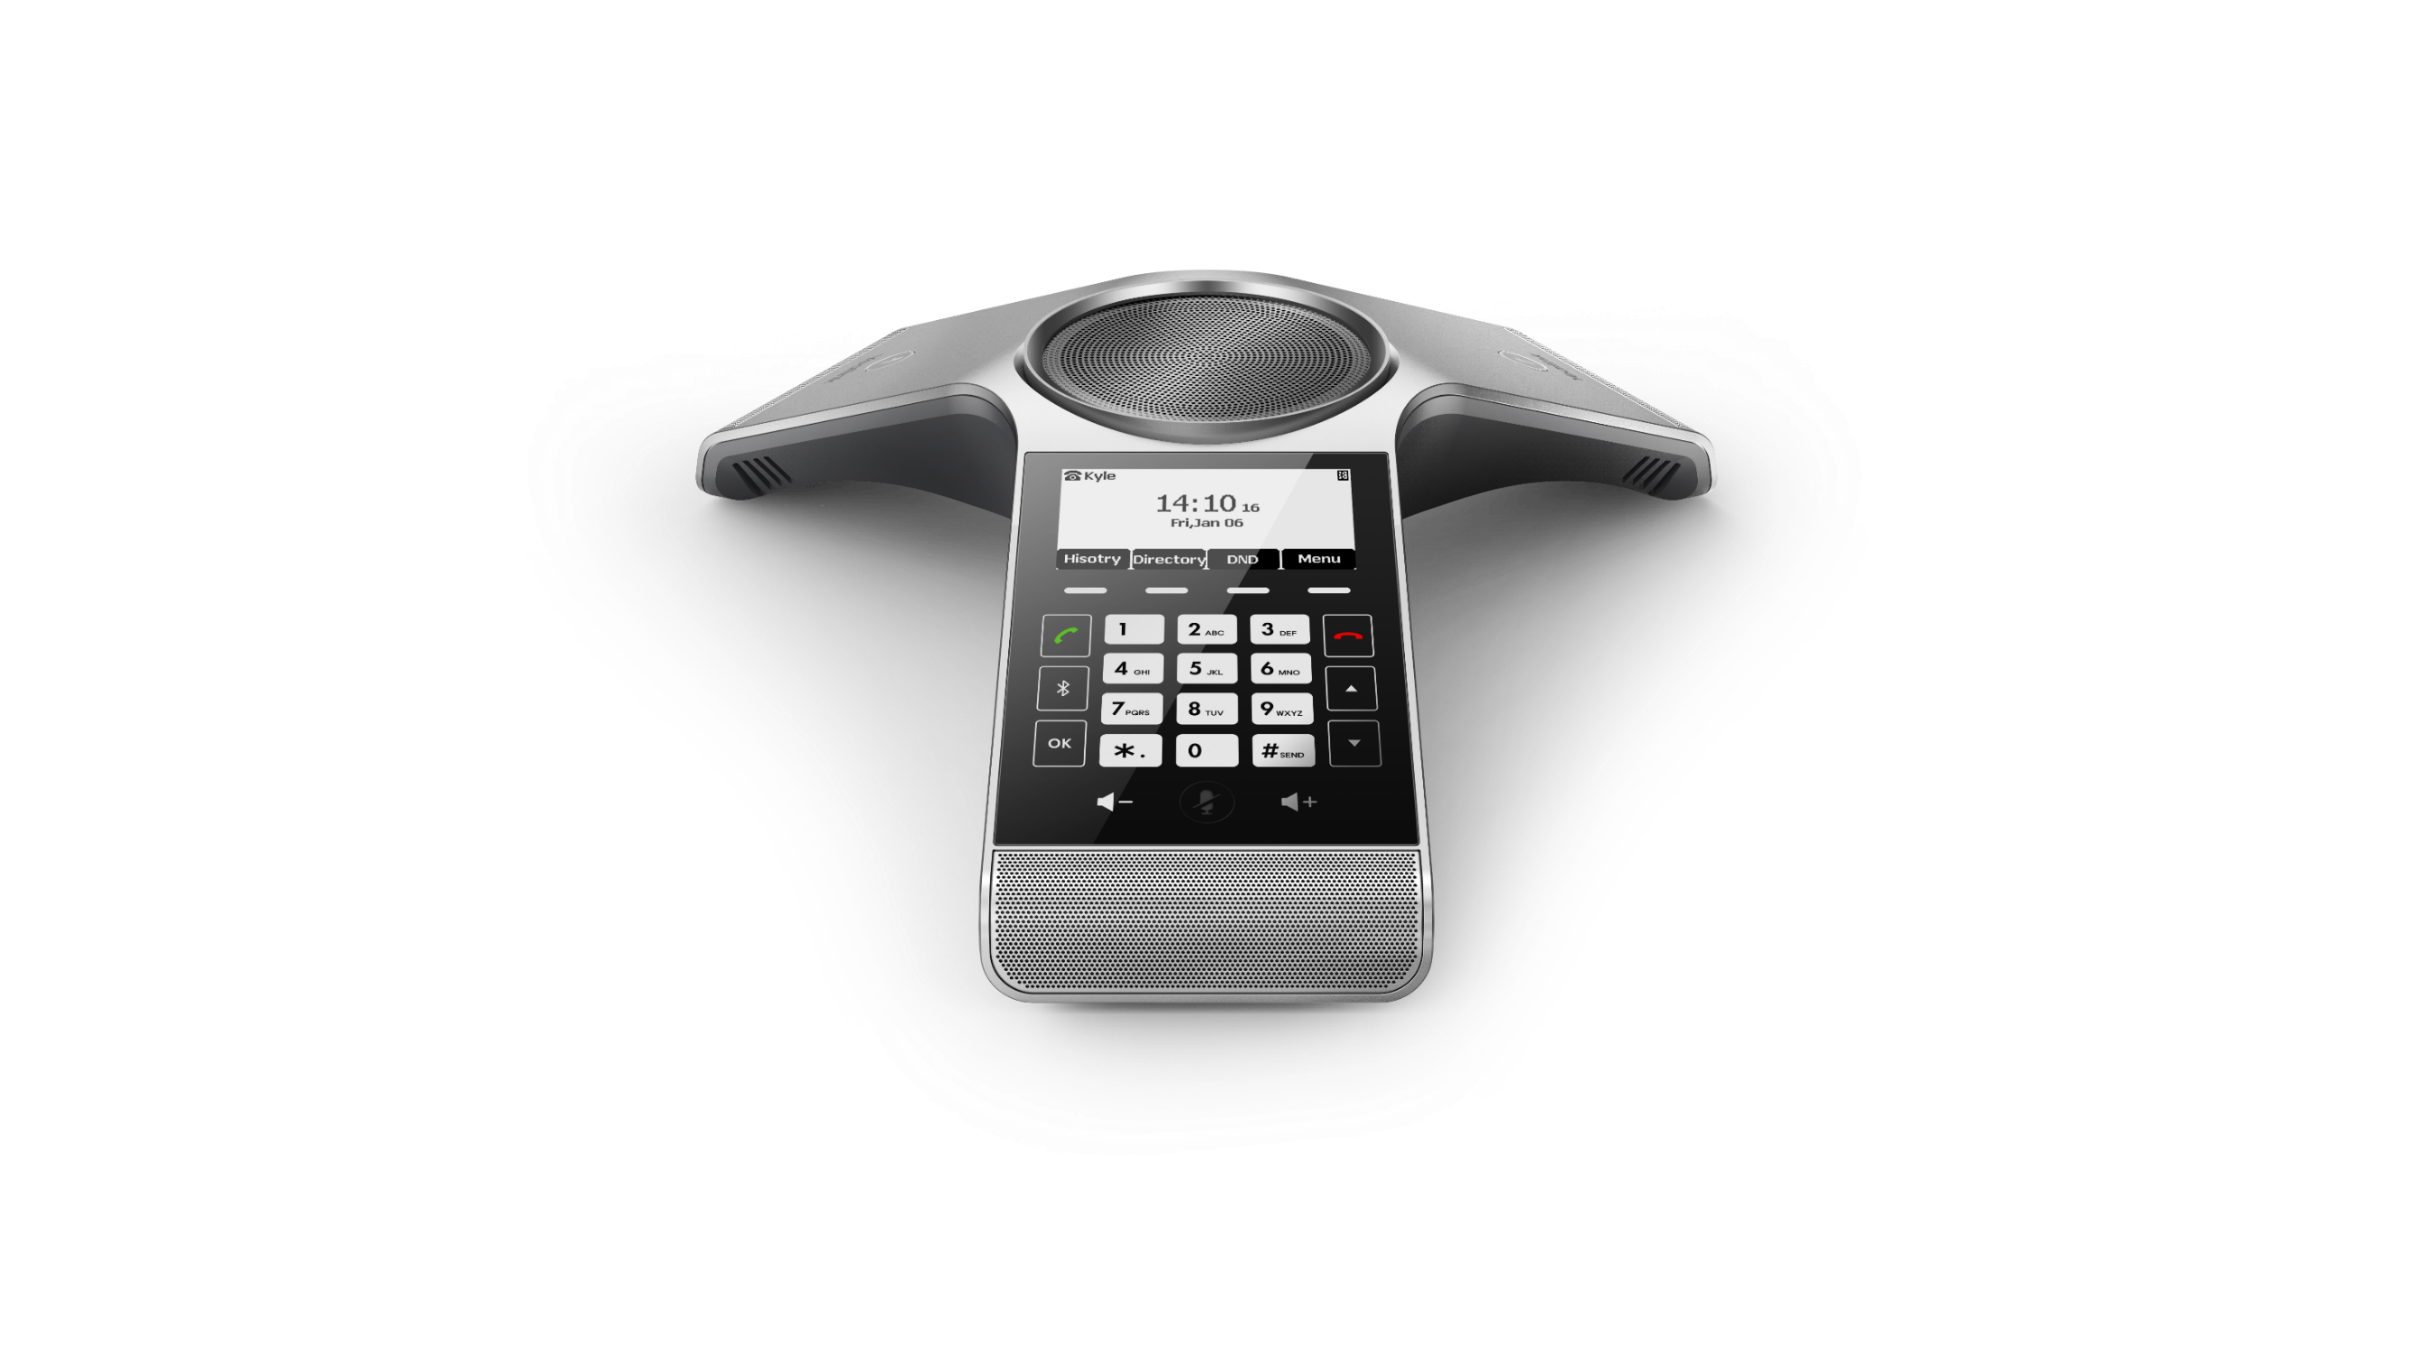 Kyle
14:10 16
Fri,Jan 06
Hisotry Directory DND Menu
1 2 ABC 3 DEF
4 GHI 5 JKL 6 MNO
7 PQRS 8 TUV 9 WXYZ
OK * . 0 # SEND
- +